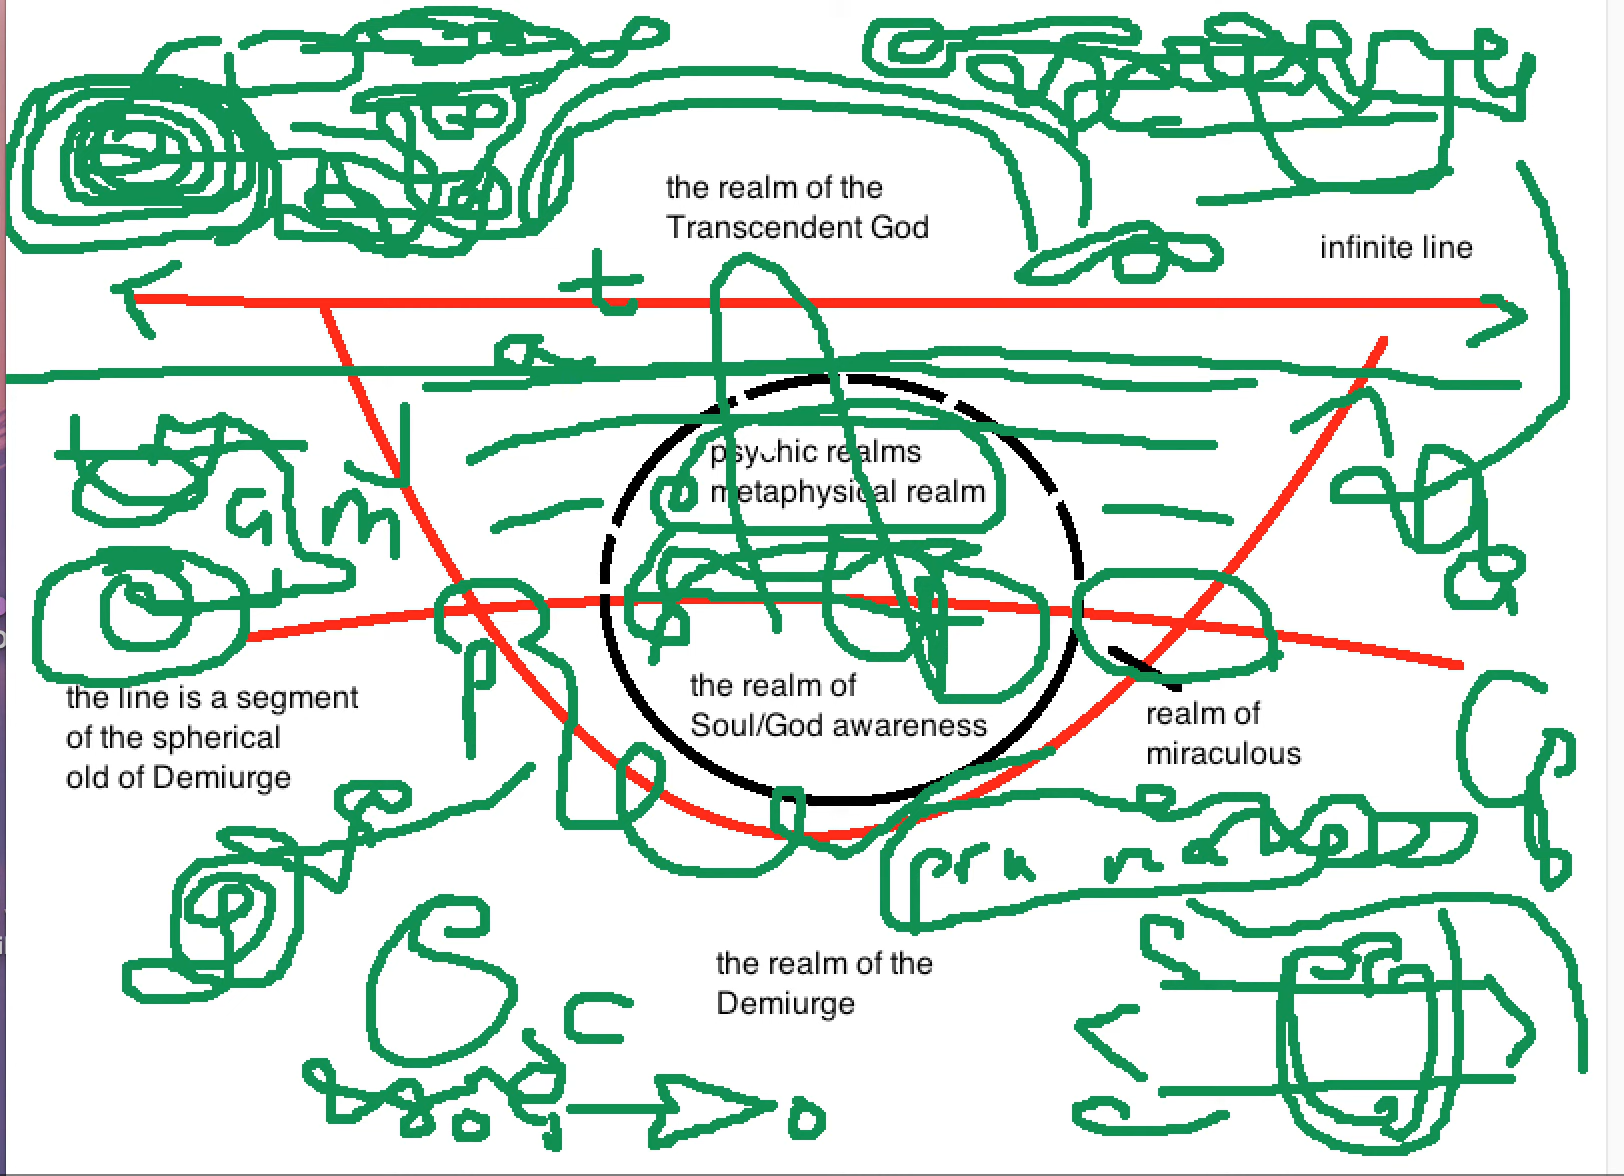 the realm of the
Transcendent God
infinite line
t
psychic realms
metaphysical realm
a m
the realm of
Soul/God awareness
the line is a segment
of the spherical
old of Demiurge
realm of
miraculous
the realm of the
Demiurge